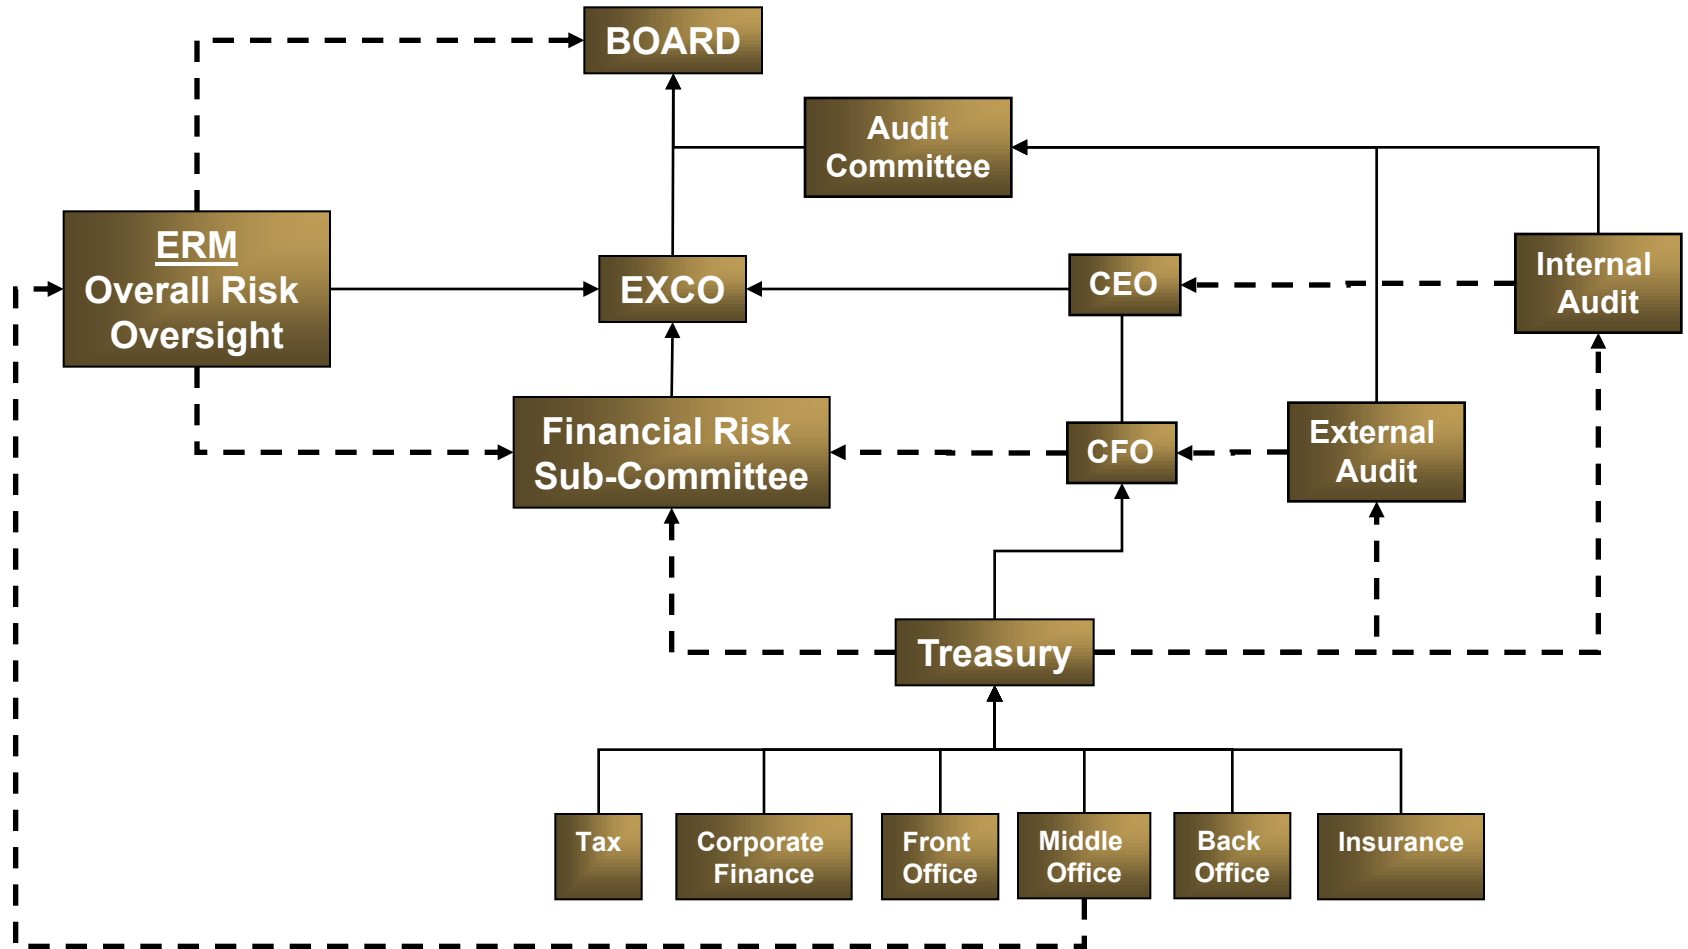 BOARD
Audit
Committee
ERM
Overall Risk
Oversight
EXCO
CEO
Internal
Audit
Financial Risk
Sub-Committee
CFO
External
Audit
Treasury
Tax
Corporate
Finance
Front
Office
Middle
Office
Back
Office
Insurance